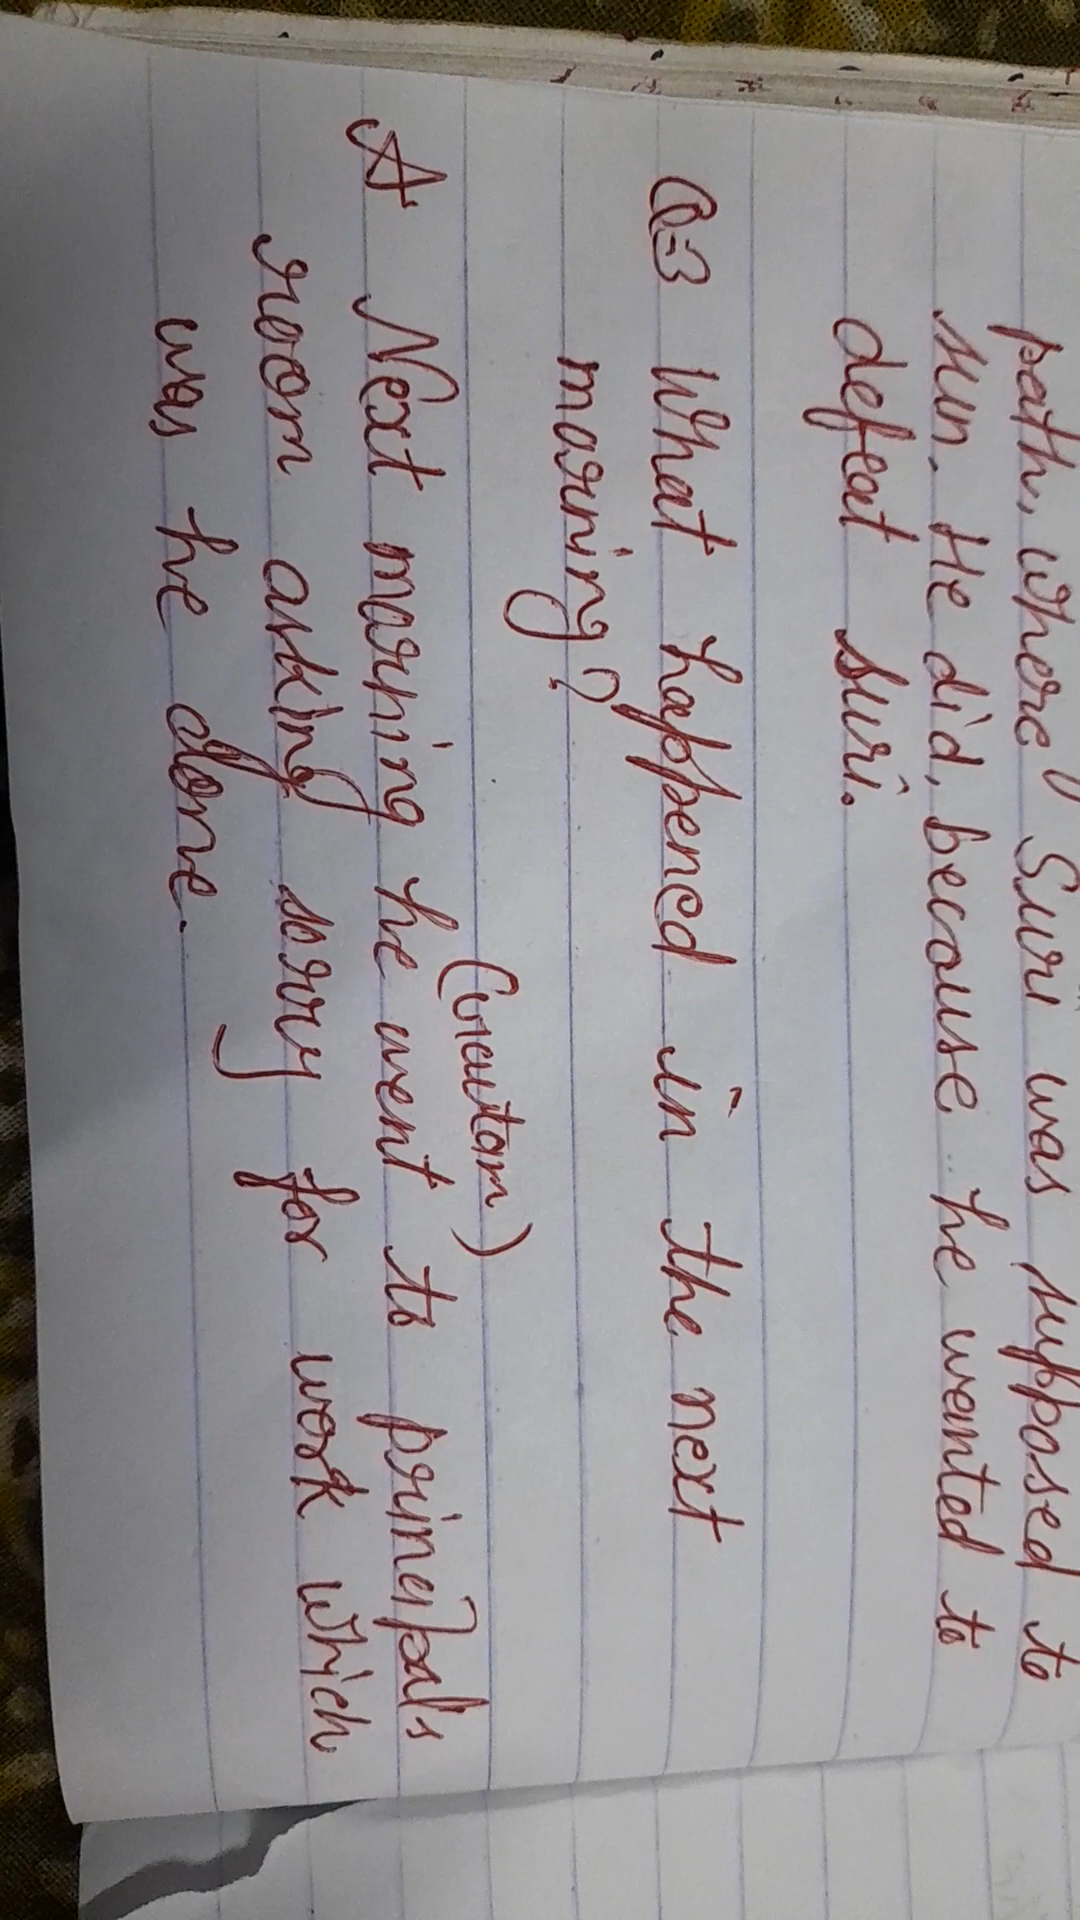 path, where Suri was supposed to
run. He did, because he wanted to
defeat suri.
Q-3 What happened in the next
morning?
(Gautam)
A Next morning he went to principal's
room asking sorry for work which
was he done.